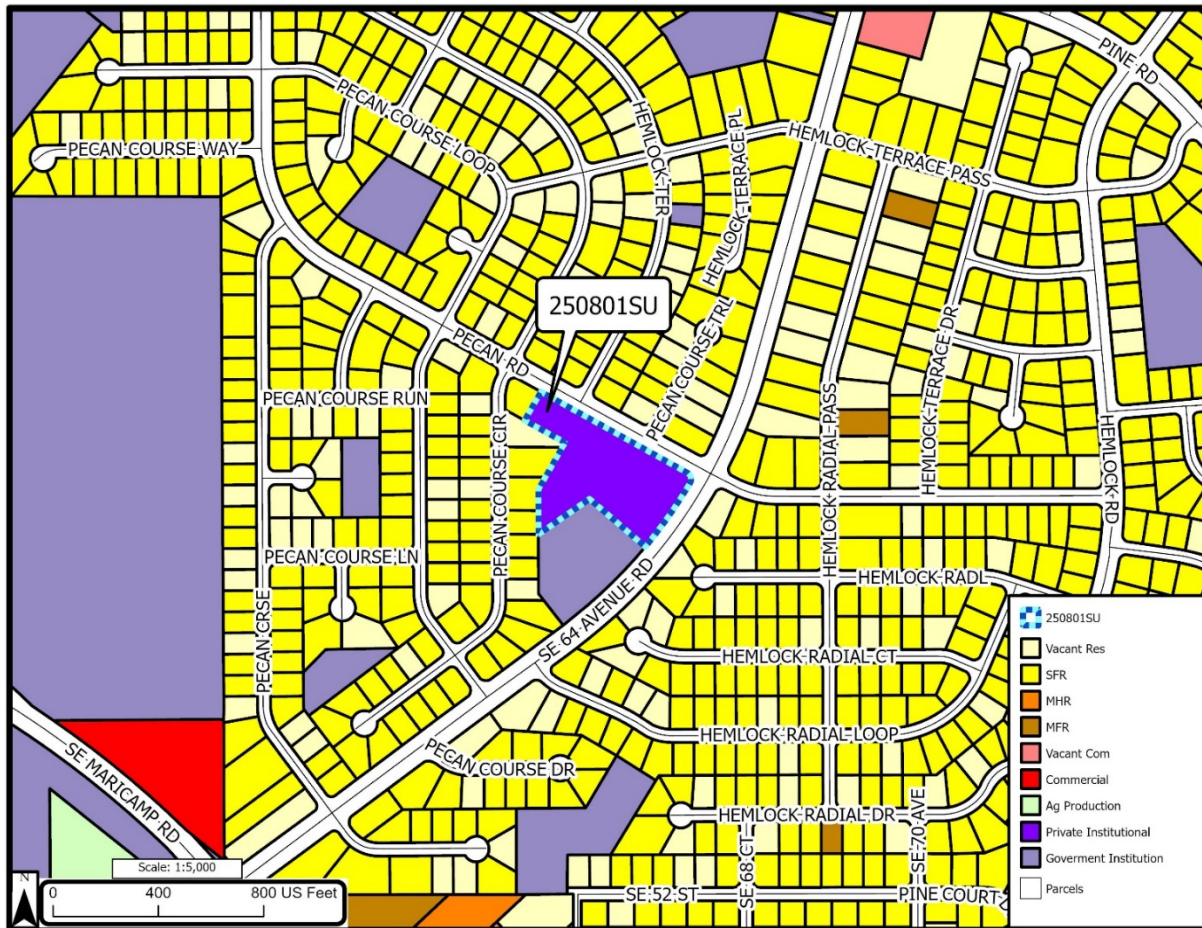 PINE RD
PECAN COURSE LOOP
HEMLOCK TER
HEMLOCK TERRACE PL
HEMLOCK TERRACE PASS
PECAN COURSE WAY
250801SU
PECAN RD
PECAN COURSE TRL
HEMLOCK RADIAL PASS
HEMLOCK TERRACE DR
HEMLOCK RD
PECAN COURSE RUN
PECAN COURSE CIR
PECAN COURSE LN
PECAN CRSE
SE 64 AVENUE RD
HEMLOCK RADL
HEMLOCK RADIAL CT
HEMLOCK RADIAL LOOP
PECAN COURSE DR
SE MARICAMP RD
HEMLOCK RADIAL DR
SE 70 AVE
SE 68 CT
SE 52 ST
PINE COURT
250801SU
Vacant Res
SFR
MHR
MFR
Vacant Com
Commercial
Ag Production
Private Institutional
Goverment Institution
Parcels
Scale: 1:5,000
N
0 400 800 US Feet